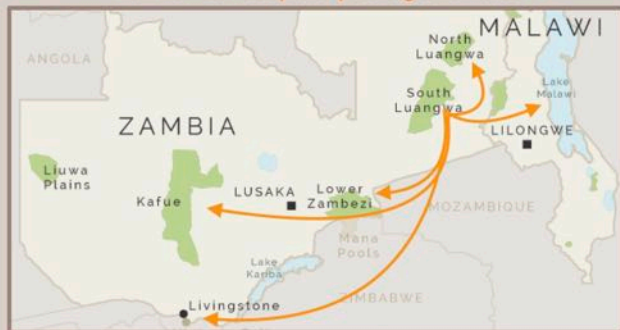 MALAWI
North
Luangwa
ANGOLA
Lake
Malawi
South
Luangwa
ZAMBIA
LILONGWE
Liuwa
Plains
Kafue
LUSAKA
Lower
Zambezi
MOZAMBIQUE
Mana
Pools
Lake
Kariba
Livingstone
ZIMBABWE